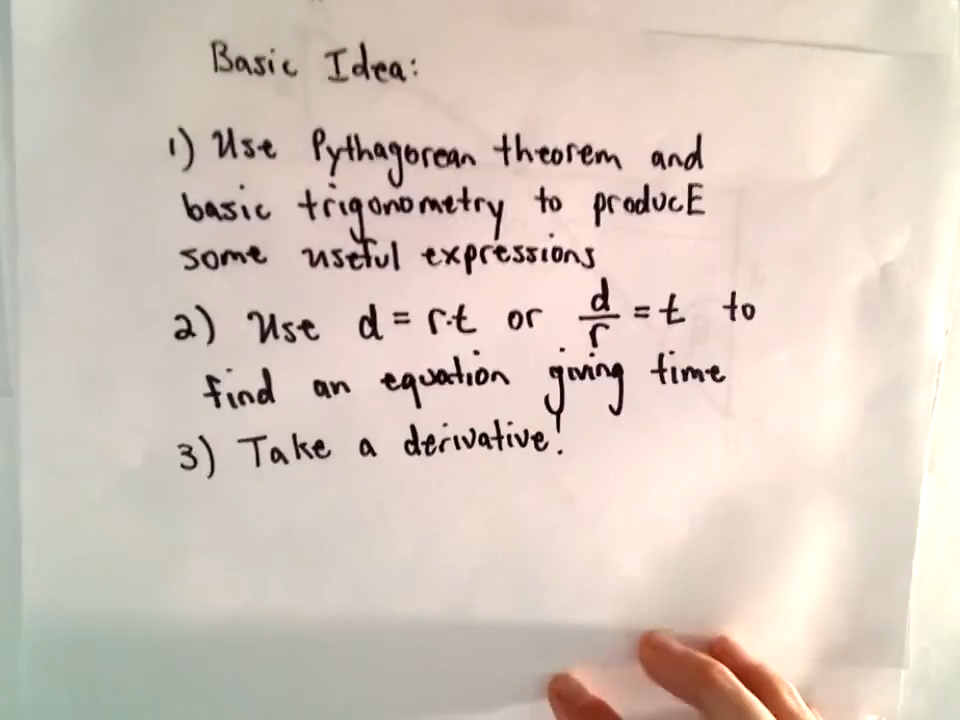 Basic Idea:
1) Use Pythagorean theorem and
basic trigonometry to producE
some useful expressions
2) Use d = r·t or d/r = t to
find an equation giving time
3) Take a derivative!